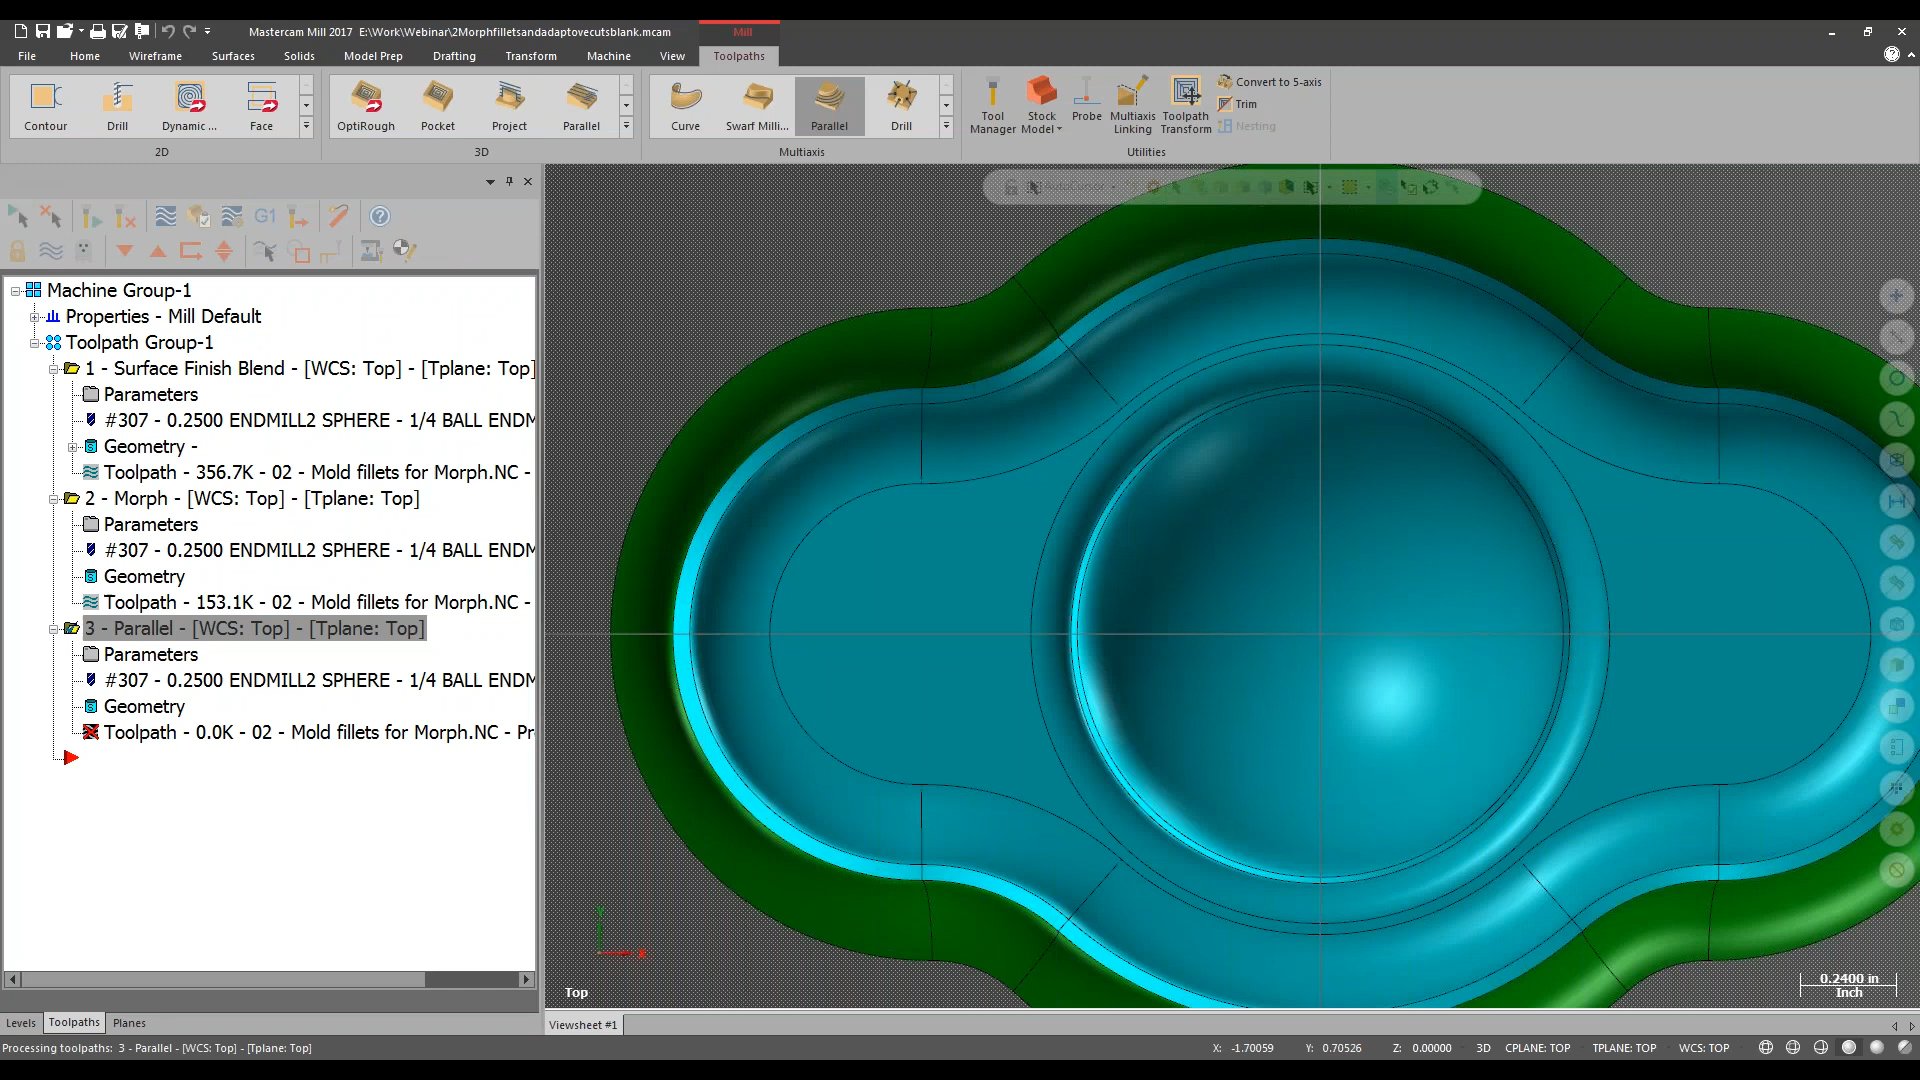 Mastercam Mill 2017  E:\Work\Webinar\2Morphfilletsandadaptovecutsblank.mcam
Mill
File Home Wireframe Surfaces Solids Model Prep Drafting Transform Machine View Toolpaths
Contour Drill Dynamic ... Face
2D
OptiRough Pocket Project Parallel
3D
Curve Swarf Milli... Parallel Drill
Multiaxis
Tool Manager
Stock Model
Probe
Multiaxis Linking
Toolpath Transform
Convert to 5-axis
Trim
Nesting
Utilities
AutoCursor
G1
Machine Group-1
Properties - Mill Default
Toolpath Group-1
1 - Surface Finish Blend - [WCS: Top] - [Tplane: Top]
Parameters
#307 - 0.2500 ENDMILL2 SPHERE - 1/4 BALL ENDM
Geometry -
Toolpath - 356.7K - 02 - Mold fillets for Morph.NC -
2 - Morph - [WCS: Top] - [Tplane: Top]
Parameters
#307 - 0.2500 ENDMILL2 SPHERE - 1/4 BALL ENDM
Geometry
Toolpath - 153.1K - 02 - Mold fillets for Morph.NC -
3 - Parallel - [WCS: Top] - [Tplane: Top]
Parameters
#307 - 0.2500 ENDMILL2 SPHERE - 1/4 BALL ENDM
Geometry
Toolpath - 0.0K - 02 - Mold fillets for Morph.NC - Pr
Y
X
Top
0.2400 in
Inch
Levels Toolpaths Planes
Viewsheet #1
Processing toolpaths:  3 - Parallel - [WCS: Top] - [Tplane: Top]
X: -1.70059 Y: 0.70526 Z: 0.00000 3D CPLANE: TOP TPLANE: TOP WCS: TOP